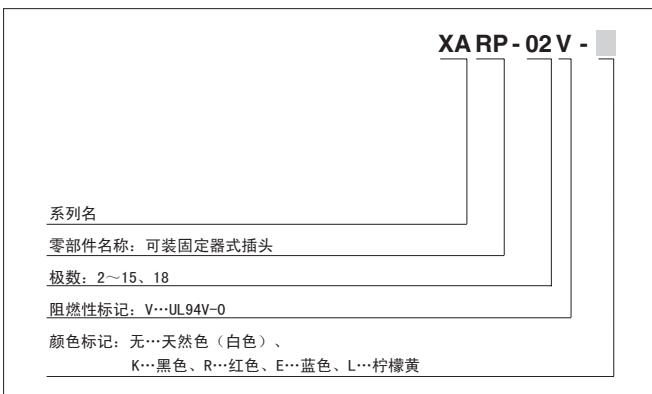 XA RP - 02 V -
系列名
零部件名称：可装固定器式插头
极数：2～15、18
阻燃性标记：V…UL94V-0
颜色标记：无…天然色（白色）、
K…黑色、R…红色、E…蓝色、L…柠檬黄